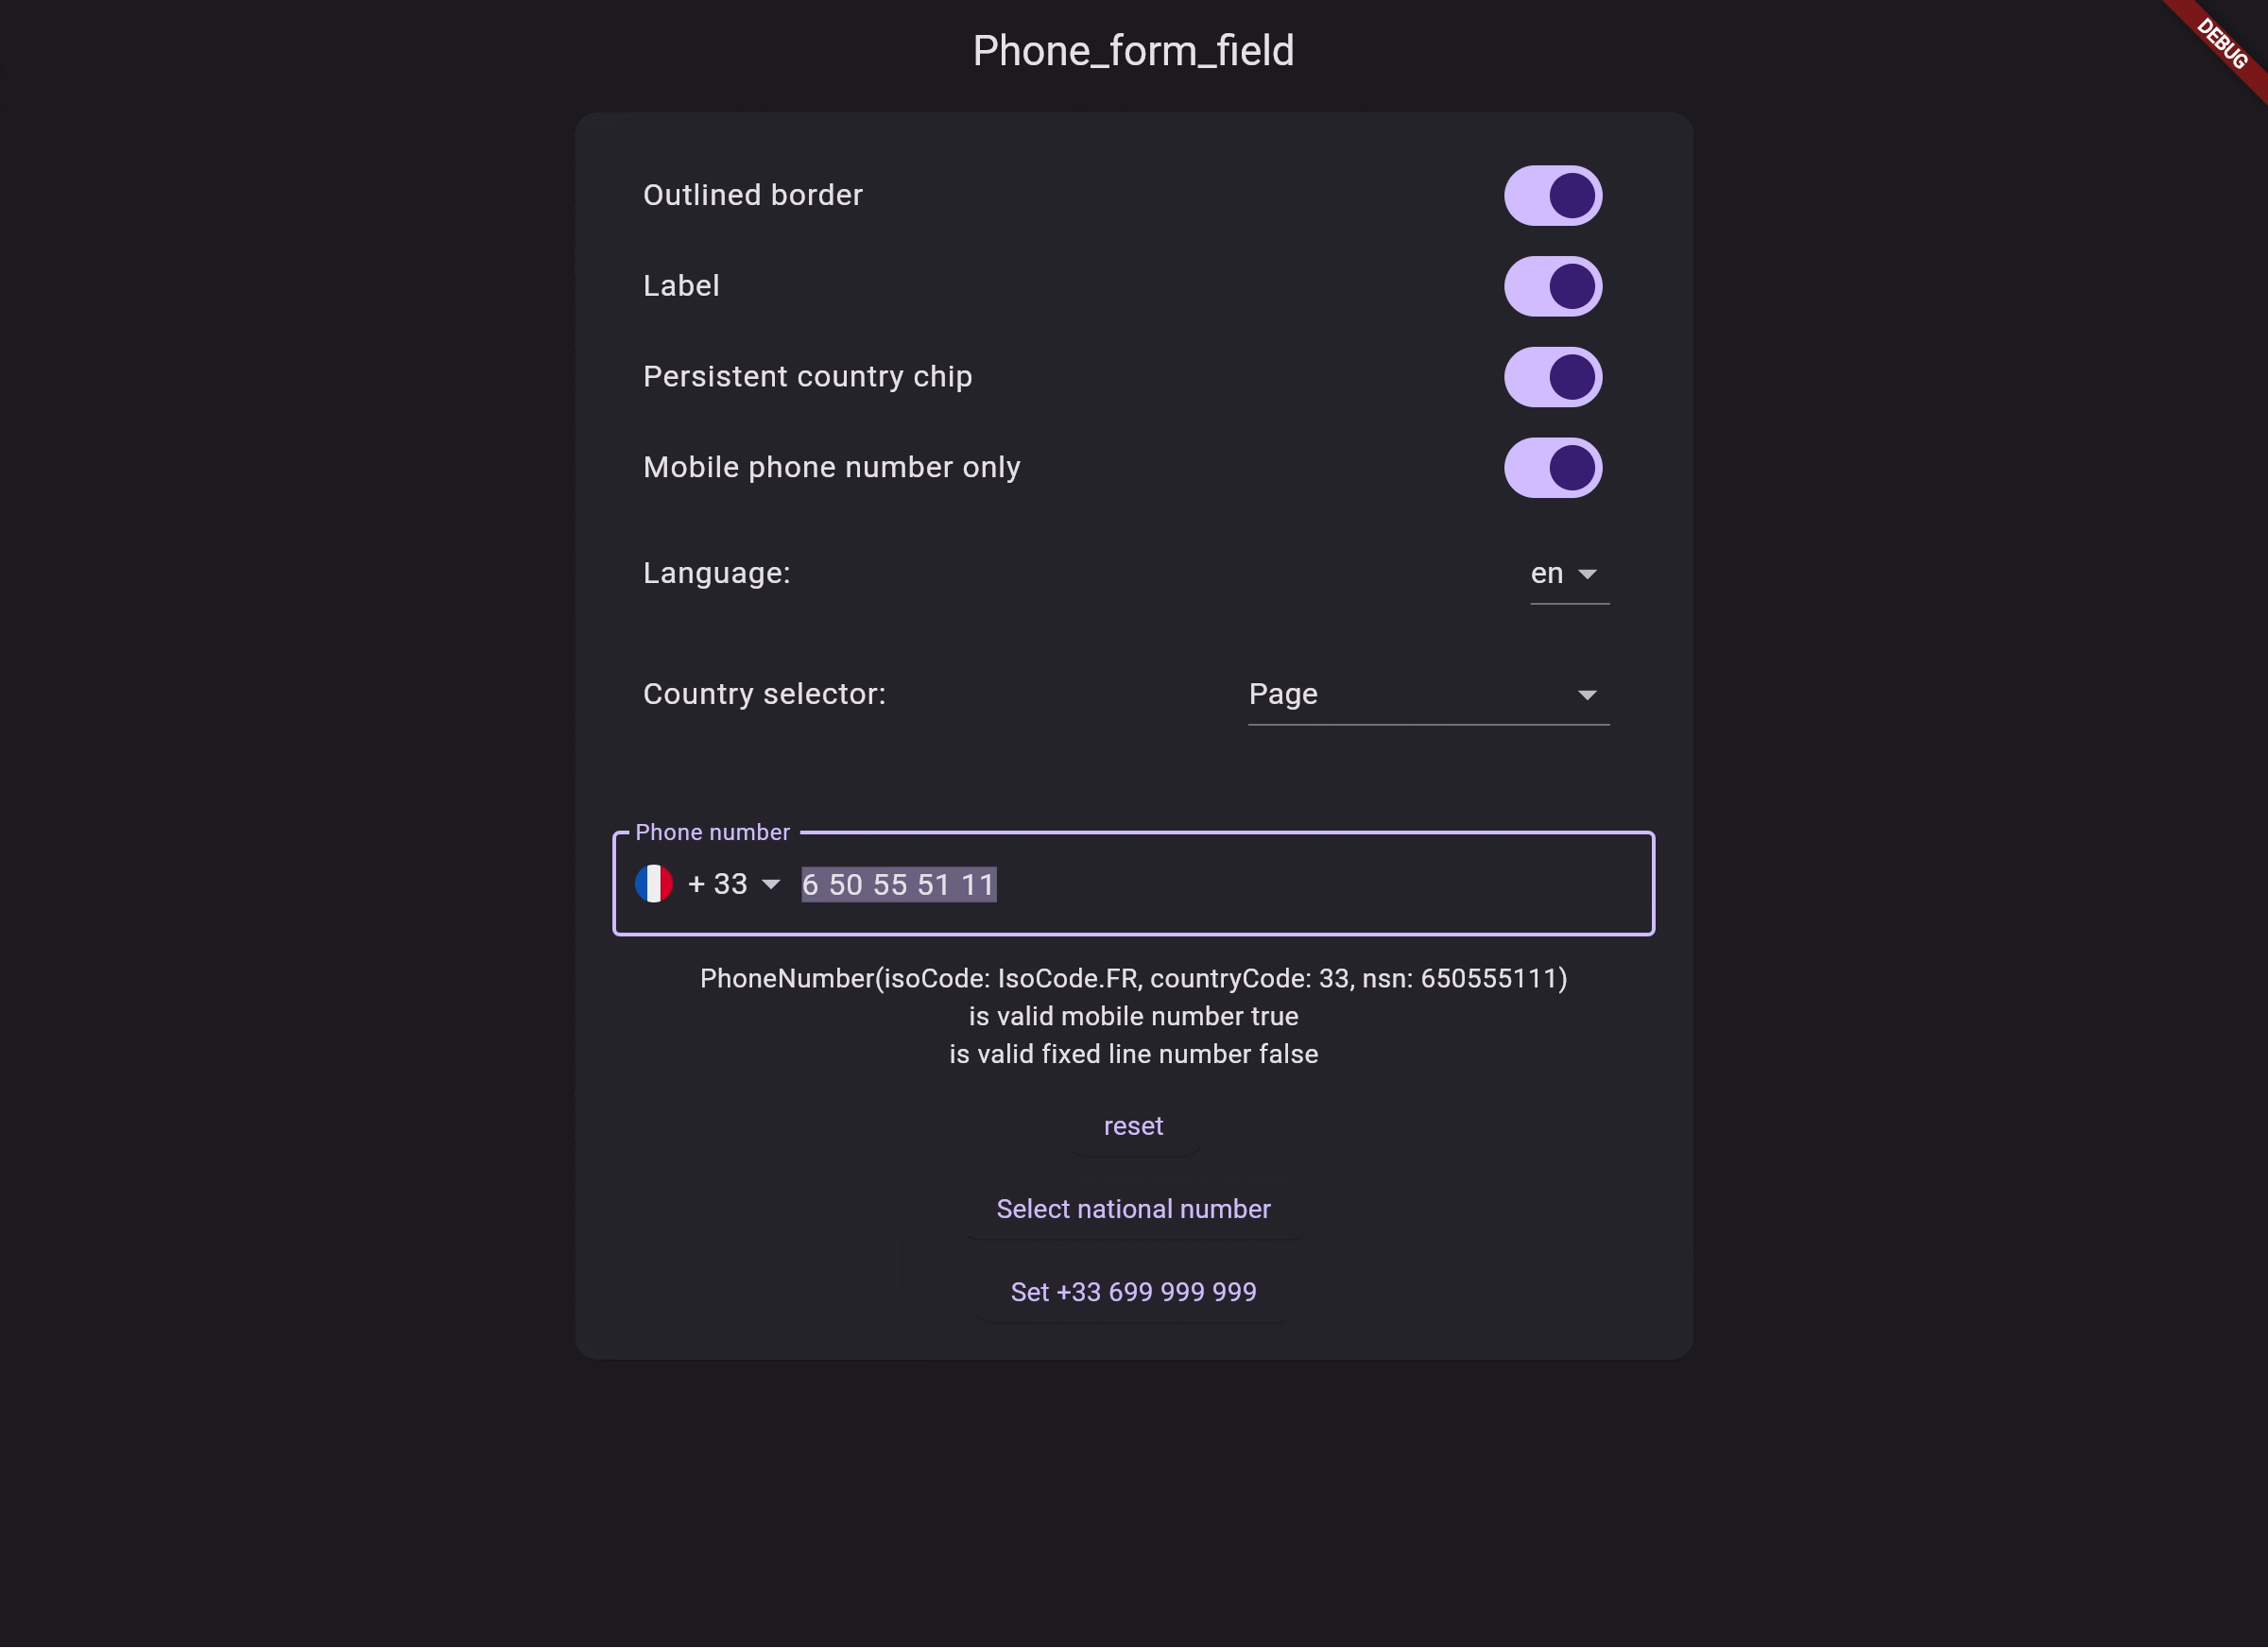 Phone_form_field
DEBUG
Outlined border
Label
Persistent country chip
Mobile phone number only
Language: en
Country selector: Page
Phone number
+ 33 6 50 55 51 11
PhoneNumber(isoCode: IsoCode.FR, countryCode: 33, nsn: 650555111)
is valid mobile number true
is valid fixed line number false
reset
Select national number
Set +33 699 999 999